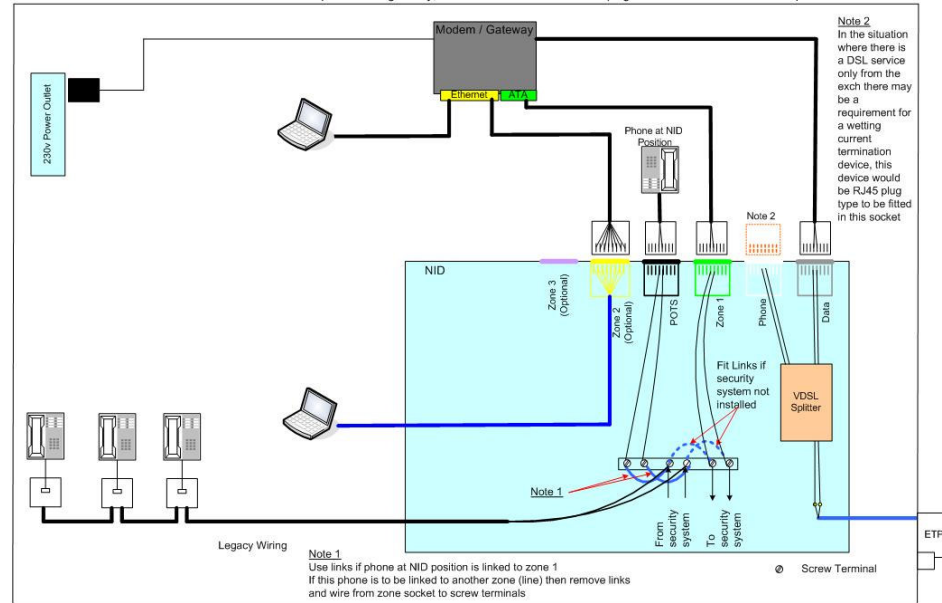 Modem / Gateway
Ethernet
ATA
230v Power Outlet
Phone at NID
Position
Note 2
In the situation
where there is
a DSL service
only from the
exch there may
be a
requirement for
a wetting
current
termination
device, this
device would
be RJ45 plug
type to be fitted
in this socket
Note 2
NID
Zone 3
(Optional)
Zone 2
(Optional)
POTS
Zone 1
Phone
Data
Fit Links if
security
system not
installed
VDSL
Splitter
Note 1
From
security
system
To
security
system
ETP
Legacy Wiring
Note 1
Use links if phone at NID position is linked to zone 1
If this phone is to be linked to another zone (line) then remove links
and wire from zone socket to screw terminals
Screw Terminal